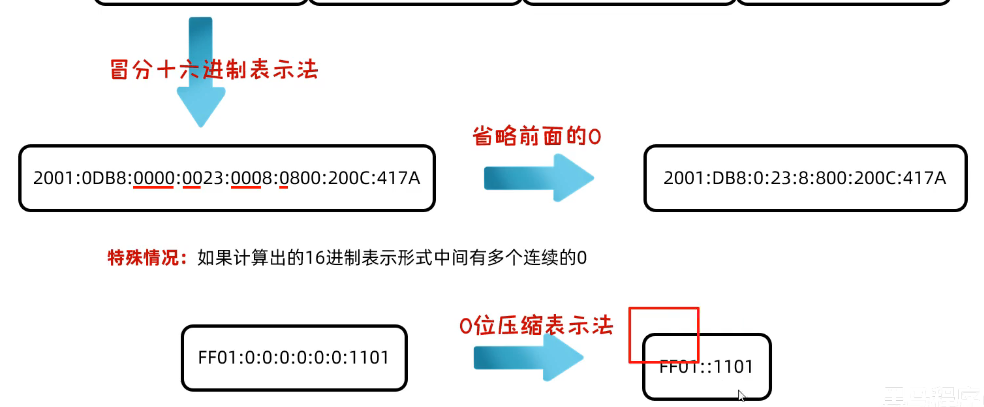 冒分十六进制表示法
省略前面的0
2001:0DB8:0000:0023:0008:0800:200C:417A
2001:DB8:0:23:8:800:200C:417A
特殊情况：如果计算出的16进制表示形式中间有多个连续的0
0位压缩表示法
FF01:0:0:0:0:0:0:1101
FF01::1101